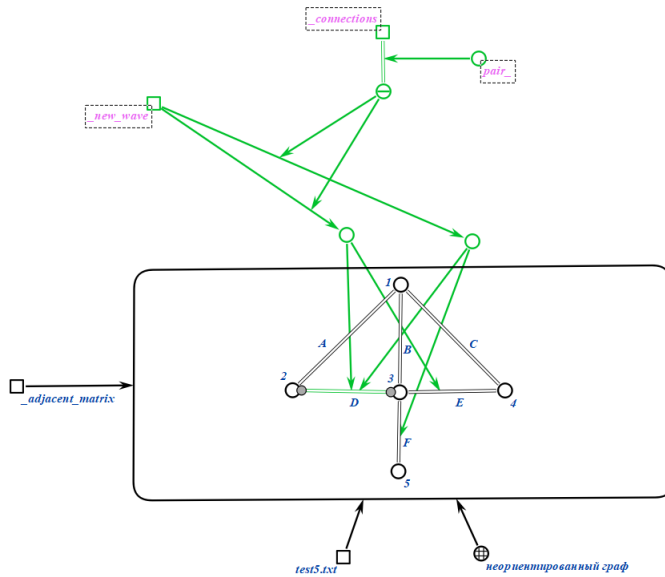 _connections
pair_
_new_wave
1
A
B
C
2
3
4
D
E
F
5
_adjacent_matrix
test5.txt
неориентированный граф